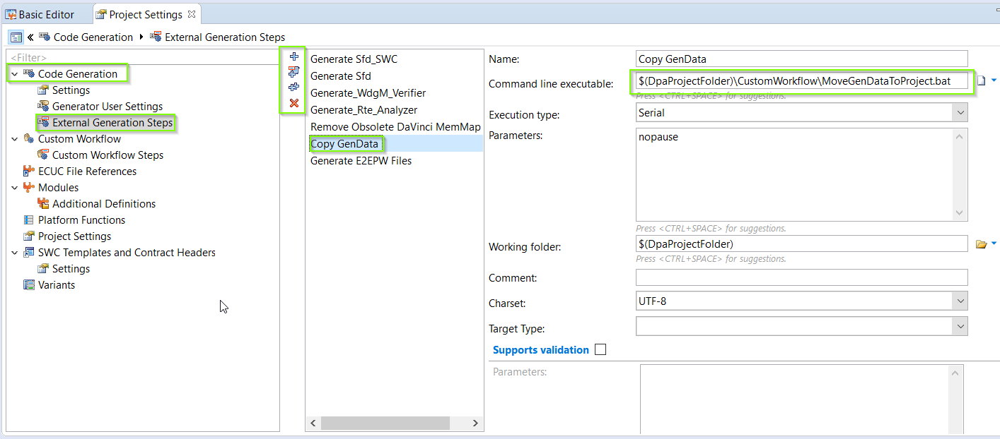 Basic Editor
Project Settings
« Code Generation External Generation Steps
<Filter>
Code Generation
Settings
Generator User Settings
External Generation Steps
Custom Workflow
Custom Workflow Steps
ECUC File References
Modules
Additional Definitions
Platform Functions
Project Settings
SWC Templates and Contract Headers
Settings
Variants
Generate Sfd_SWC
Generate Sfd
Generate_WdgM_Verifier
Generate_Rte_Analyzer
Remove Obsolete DaVinci MemMap
Copy GenData
Generate E2EPW Files
Name: Copy GenData
Command line executable: $(DpaProjectFolder)\CustomWorkflow\MoveGenDataToProject.bat
Press <CTRL+SPACE> for suggestions.
Execution type: Serial
Parameters: nopause
Press <CTRL+SPACE> for suggestions.
Working folder: $(DpaProjectFolder)
Press <CTRL+SPACE> for suggestions.
Comment:
Charset: UTF-8
Target Type:
Supports validation
Parameters: